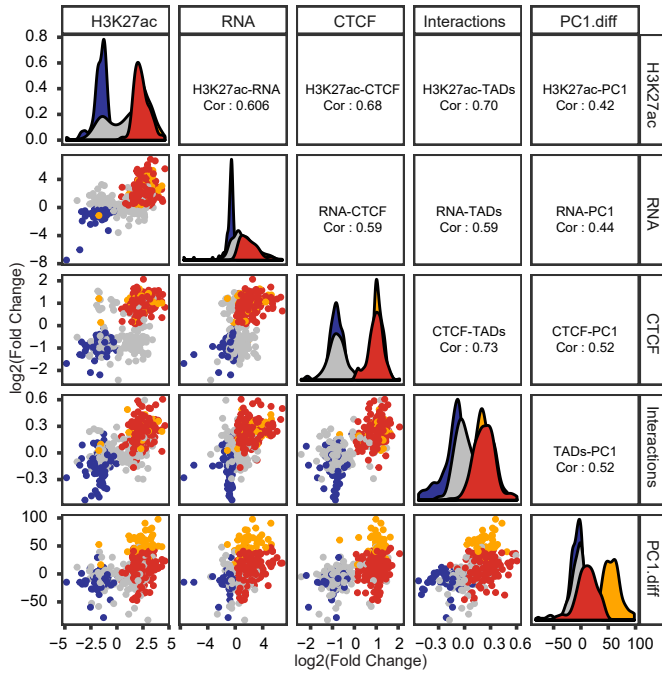 H3K27ac RNA CTCF Interactions PC1.diff
0.8
0.6
0.4
0.2
0.0
H3K27ac-RNA
Cor : 0.606
H3K27ac-CTCF
Cor : 0.68
H3K27ac-TADs
Cor : 0.70
H3K27ac-PC1
Cor : 0.42
H3K27ac
4
0
−4
−8
RNA-CTCF
Cor : 0.59
RNA-TADs
Cor : 0.59
RNA-PC1
Cor : 0.44
RNA
log2(Fold Change)
2
1
0
−1
−2
CTCF-TADs
Cor : 0.73
CTCF-PC1
Cor : 0.52
CTCF
0.6
0.3
0.0
−0.3
TADs-PC1
Cor : 0.52
Interactions
100
50
0
−50
PC1.diff
−5 −2.5 0 2.5 5
0 4
−2 −1 0 1 2
−0.3 0.0 0.3 0.6
−50 0 50 100
log2(Fold Change)